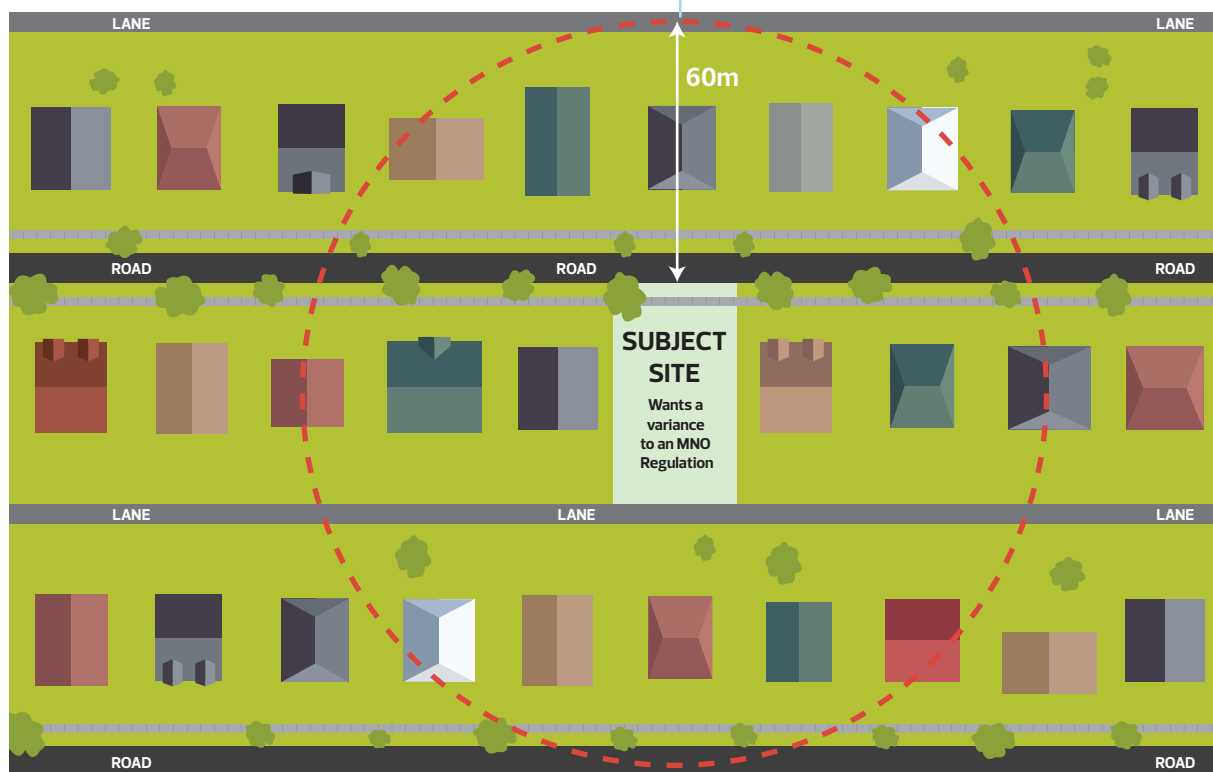 LANE
LANE
60m
ROAD
ROAD
ROAD
SUBJECT
SITE
Wants a
variance
to an MNO
Regulation
LANE
LANE
LANE
ROAD
ROAD